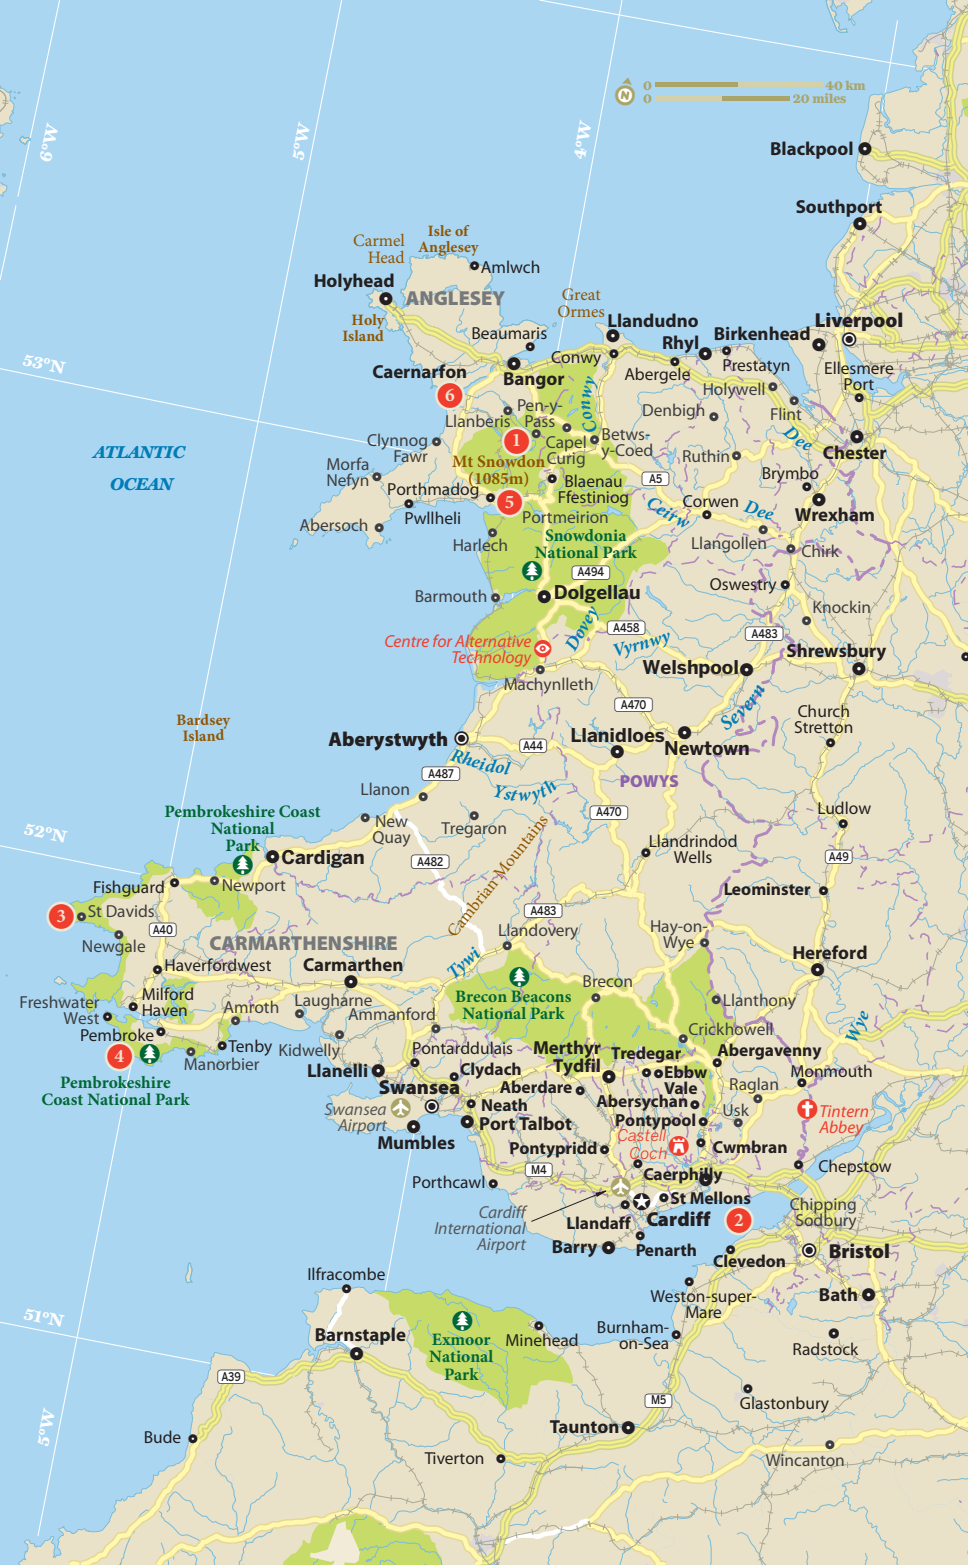 0 40 km
N
0 20 miles
6°W
5°W
4°W
Blackpool
Southport
Isle of
Anglesey
Carmel
Head
Amlwch
Holyhead
ANGLESEY
Great
Ormes
Holy
Island
Llandudno
Liverpool
Birkenhead
Beaumaris
Rhyl
Conwy
Prestatyn
53°N
Caernarfon
Bangor
Abergele
Ellesmere
Port
Holywell
6
Conwy
Pen-y-
Pass
Llanberis
Denbigh
Flint
Clynnog
Fawr
1
Capel
Curig
Betws-
y-Coed
Dee
Chester
ATLANTIC
OCEAN
Morfa
Nefyn
Mt Snowdon
(1085m)
Ruthin
Brymbo
A5
Blaenau
Ffestiniog
Porthmadog
5
Pwllheli
Portmeirion
Ceirw
Corwen
Dee
Wrexham
Abersoch
Harlech
Snowdonia
National Park
Llangollen
Chirk
A494
Oswestry
Barmouth
Dolgellau
Knockin
Dovey
A458
Vyrnwy
A483
Centre for Alternative
Technology
Shrewsbury
Welshpool
Machynlleth
Severn
A470
Church
Stretton
Bardsey
Island
Aberystwyth
A44
Llanidloes
Newtown
Rheidol
A487
Ystwyth
POWYS
Llanon
Pembrokeshire Coast
National
Park
New
Quay
Tregaron
A470
Ludlow
52°N
Cardigan
A482
Cambrian Mountains
Llandrindod
Wells
A49
Fishguard
Newport
Leominster
3
St Davids
A40
A483
Newgale
CARMARTHENSHIRE
Llandovery
Hay-on-
Wye
Hereford
Haverfordwest
Carmarthen
Tywi
Freshwater
West
Milford
Haven
Amroth
Laugharne
Ammanford
Brecon Beacons
National Park
Brecon
Llanthony
Pembroke
4
Tenby
Kidwelly
Crickhowell
Wye
Manorbier
Pontarddulais
Merthyr
Tydfil
Tredegar
Abergavenny
Pembrokeshire
Coast National Park
Llanelli
Clydach
Ebbw
Vale
Monmouth
Swansea
Aberdare
Raglan
Swansea
Airport
Neath
Abersychan
Usk
Tintern
Abbey
Port Talbot
Pontypool
Mumbles
Castell
Coch
Pontypridd
Cwmbran
M4
Caerphilly
Chepstow
Porthcawl
St Mellons
Cardiff
International
Airport
Llandaff
Cardiff
2
Chipping
Sodbury
Barry
Penarth
Clevedon
Bristol
Ilfracombe
Weston-super-
Mare
Bath
51°N
Barnstaple
Exmoor
National
Park
Minehead
Burnham-
on-Sea
Radstock
A39
M5
Glastonbury
5°W
Bude
Taunton
Tiverton
Wincanton